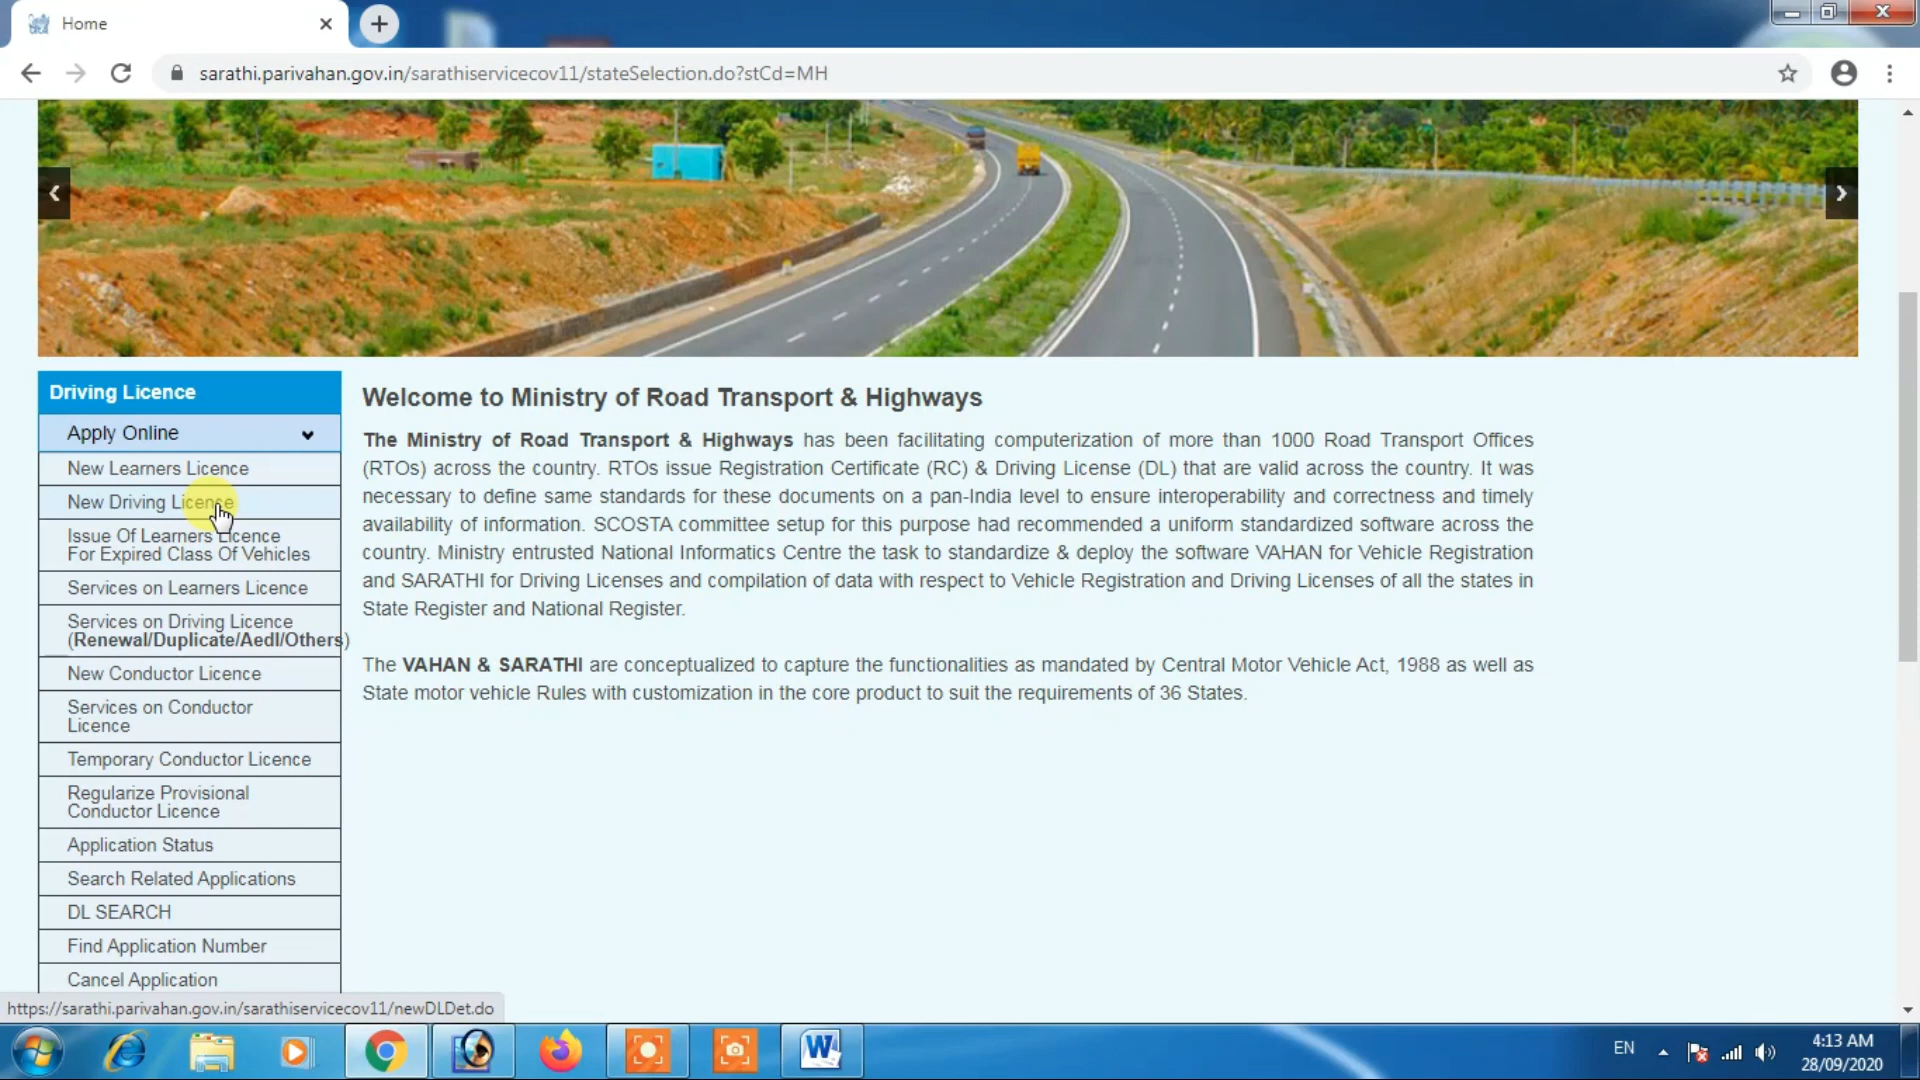 Home
sarathi.parivahan.gov.in/sarathiservicecov11/stateSelection.do?stCd=MH
Driving Licence
Apply Online
New Learners Licence
New Driving Licence
Issue Of Learners Licence
For Expired Class Of Vehicles
Services on Learners Licence
Services on Driving Licence
(Renewal/Duplicate/Aedl/Others)
New Conductor Licence
Services on Conductor
Licence
Temporary Conductor Licence
Regularize Provisional
Conductor Licence
Application Status
Search Related Applications
DL SEARCH
Find Application Number
Cancel Application
Welcome to Ministry of Road Transport & Highways
The Ministry of Road Transport & Highways has been facilitating computerization of more than 1000 Road Transport Offices
(RTOs) across the country. RTOs issue Registration Certificate (RC) & Driving License (DL) that are valid across the country. It was
necessary to define same standards for these documents on a pan-India level to ensure interoperability and correctness and timely
availability of information. SCOSTA committee setup for this purpose had recommended a uniform standardized software across the
country. Ministry entrusted National Informatics Centre the task to standardize & deploy the software VAHAN for Vehicle Registration
and SARATHI for Driving Licenses and compilation of data with respect to Vehicle Registration and Driving Licenses of all the states in
State Register and National Register.
The VAHAN & SARATHI are conceptualized to capture the functionalities as mandated by Central Motor Vehicle Act, 1988 as well as
State motor vehicle Rules with customization in the core product to suit the requirements of 36 States.
https://sarathi.parivahan.gov.in/sarathiservicecov11/newDLDet.do
EN
4:13 AM
28/09/2020